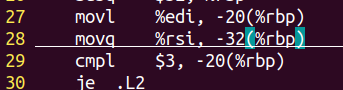 27 movl %edi, -20(%rbp)
28 movq %rsi, -32(%rbp)
29 cmpl $3, -20(%rbp)
30 je .L2